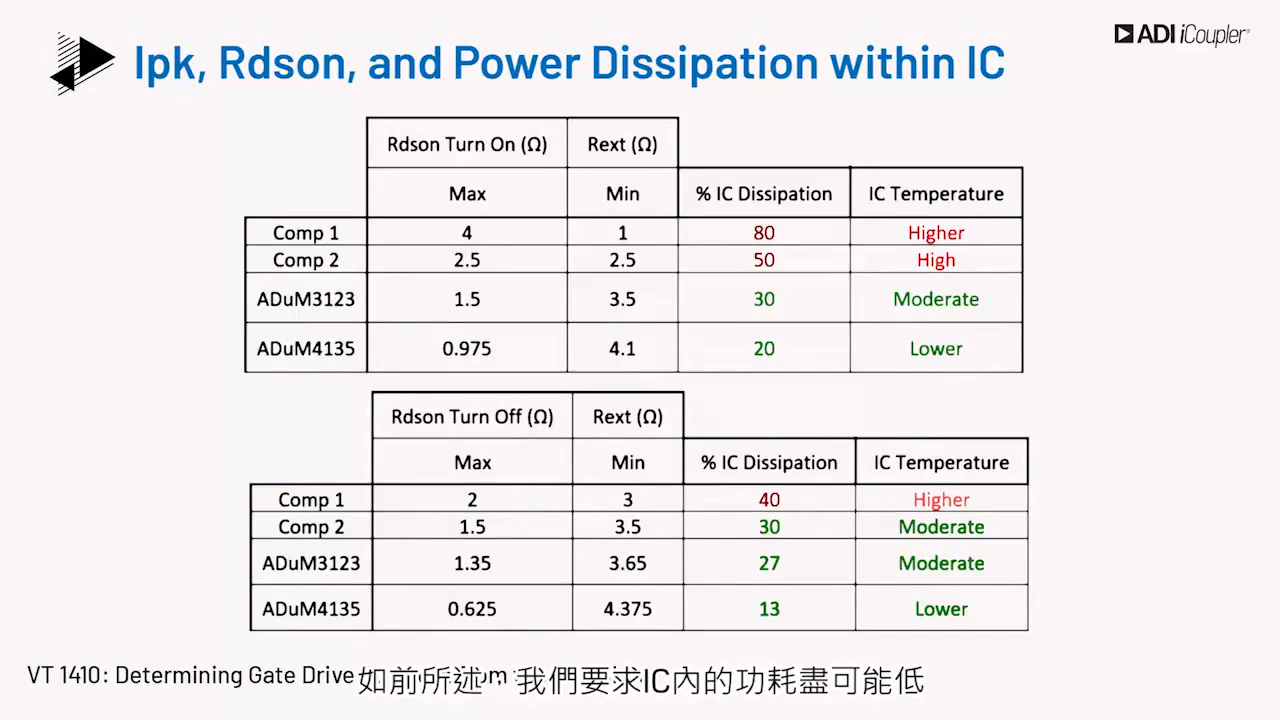 Ipk, Rdson, and Power Dissipation within IC
ADI iCoupler®
Rdson Turn On (Ω) Rext (Ω)
Max Min % IC Dissipation IC Temperature
Comp 1 4 1 80 Higher
Comp 2 2.5 2.5 50 High
ADuM3123 1.5 3.5 30 Moderate
ADuM4135 0.975 4.1 20 Lower
Rdson Turn Off (Ω) Rext (Ω)
Max Min % IC Dissipation IC Temperature
Comp 1 2 3 40 Higher
Comp 2 1.5 3.5 30 Moderate
ADuM3123 1.35 3.65 27 Moderate
ADuM4135 0.625 4.375 13 Lower
VT 1410: Determining Gate Drive
如前所述 我們要求IC內的功耗盡可能低